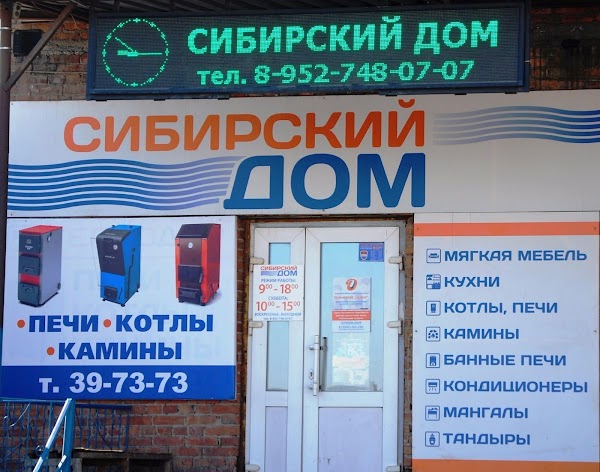 СИБИРСКИЙ ДОМ
тел. 8-952-748-07-07
СИБИРСКИЙ
ДОМ
•ПЕЧИ •КОТЛЫ
•КАМИНЫ
т. 39-73-73
СИБИРСКИЙ
ДОМ
РЕЖИМ РАБОТЫ:
9 00 - 18 00
СУББОТА:
10 00 - 15 00
МЯГКАЯ МЕБЕЛЬ
КУХНИ
КОТЛЫ, ПЕЧИ
КАМИНЫ
БАННЫЕ ПЕЧИ
КОНДИЦИОНЕРЫ
МАНГАЛЫ
ТАНДЫРЫ